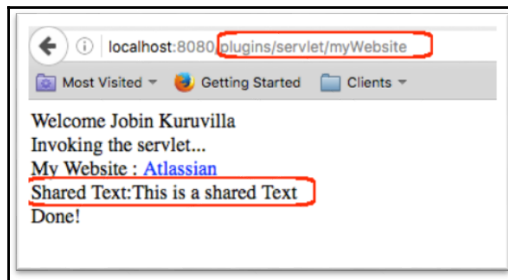 localhost:8080/plugins/servlet/myWebsite
Most Visited Getting Started Clients
Welcome Jobin Kuruvilla
Invoking the servlet...
My Website : Atlassian
Shared Text:This is a shared Text
Done!